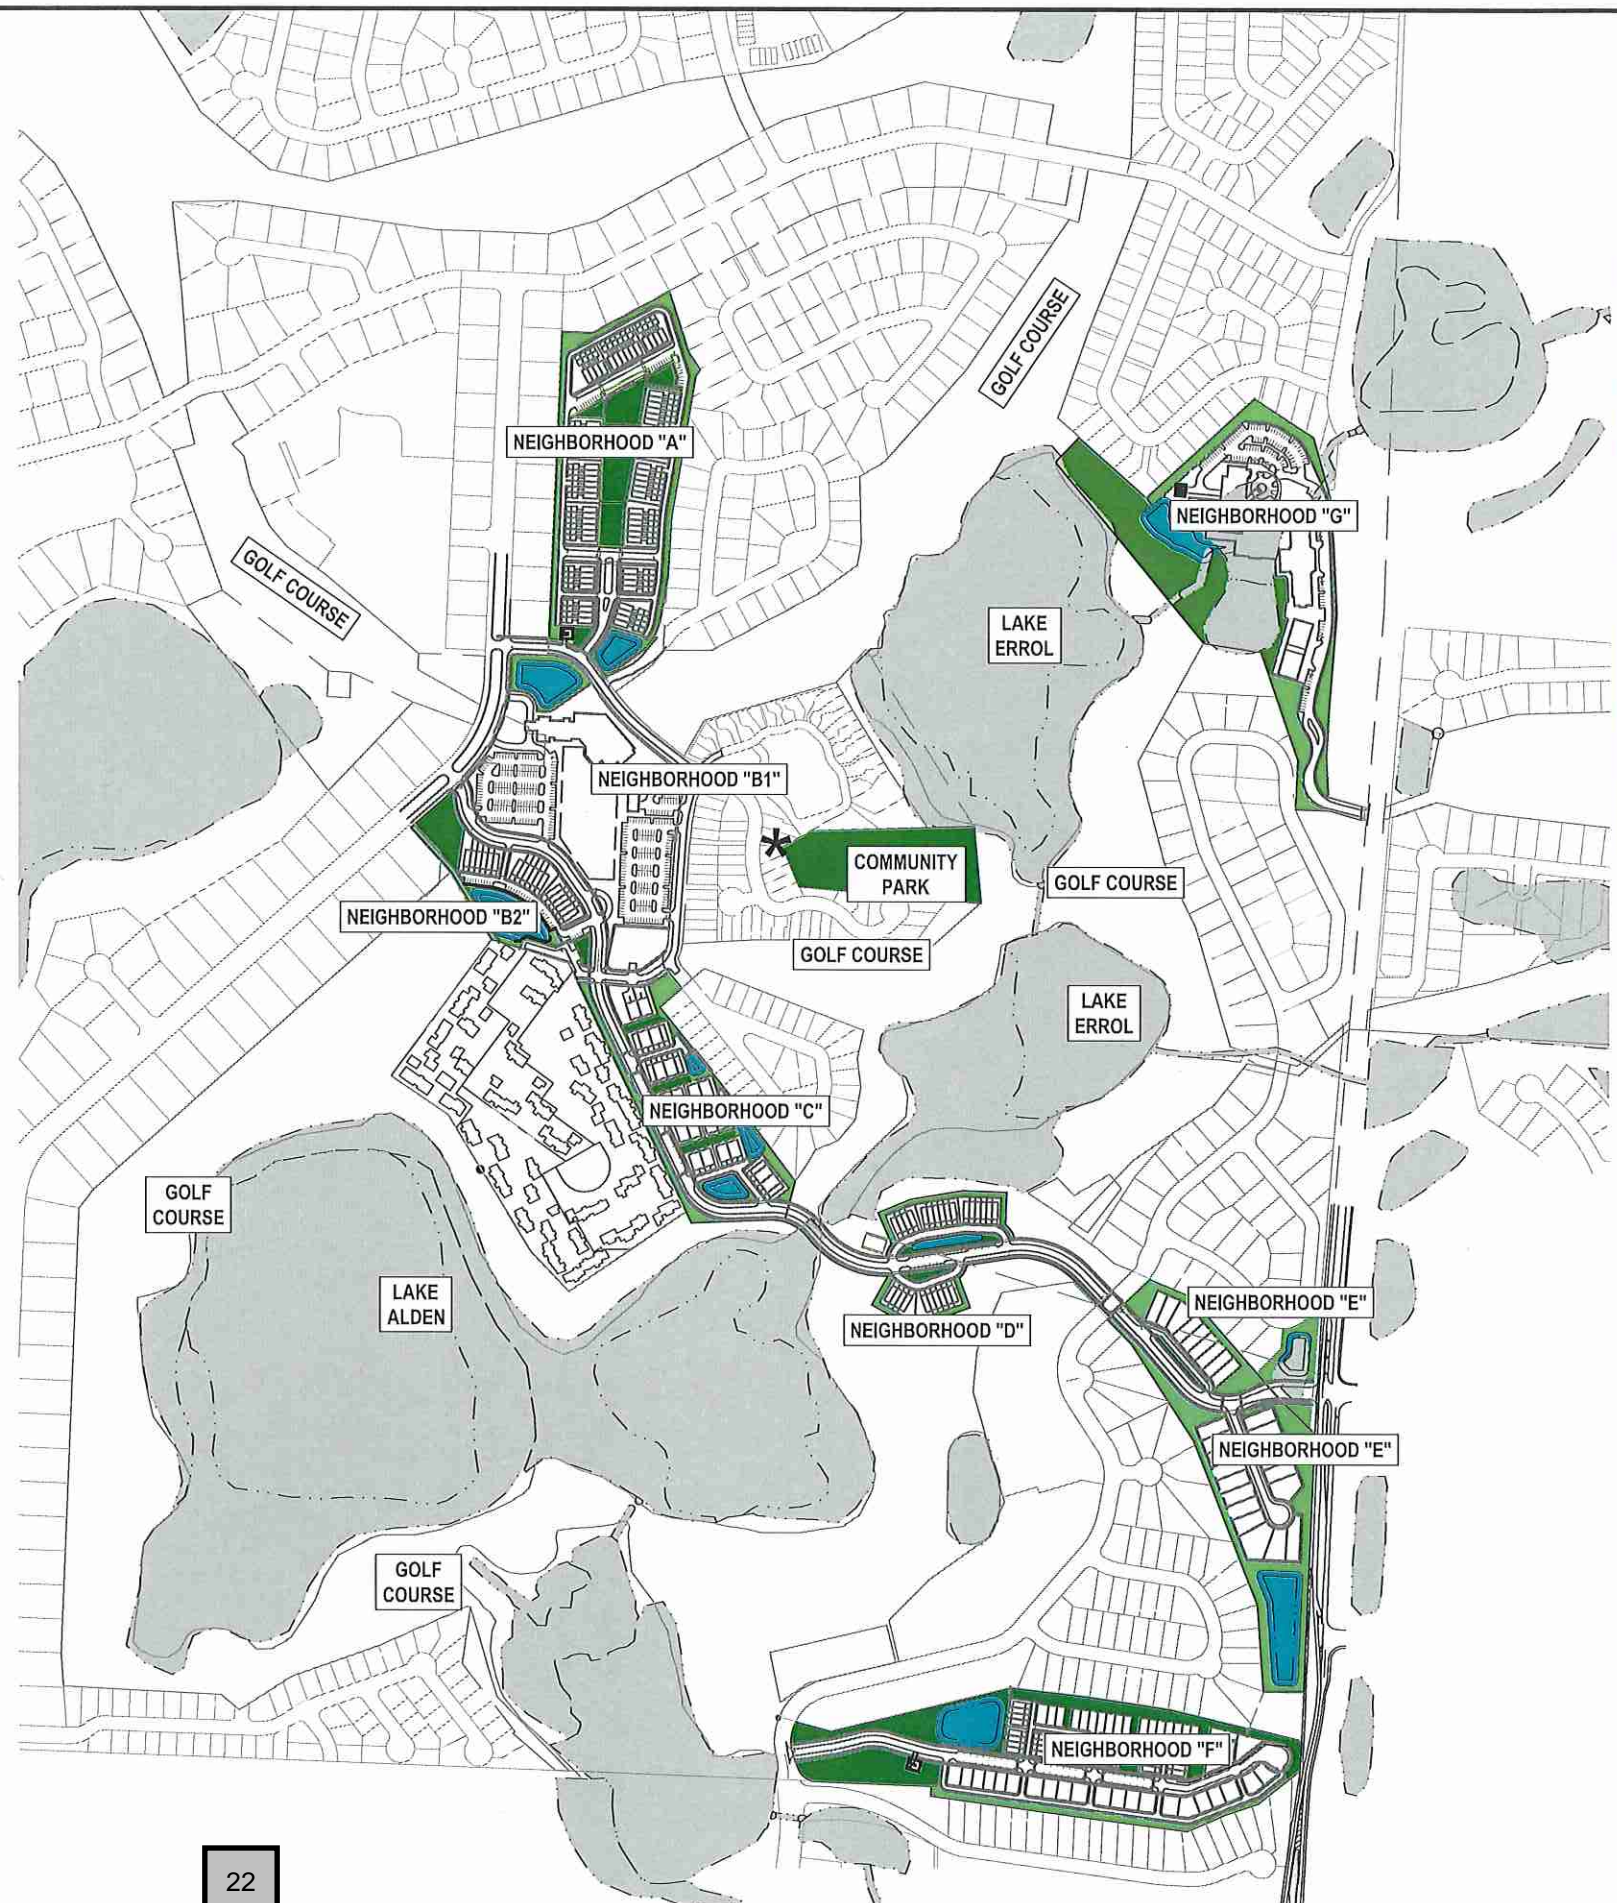 GOLF COURSE
NEIGHBORHOOD "A"
NEIGHBORHOOD "G"
GOLF COURSE
LAKE
ERROL
NEIGHBORHOOD "B1"
*
COMMUNITY
PARK
GOLF COURSE
NEIGHBORHOOD "B2"
GOLF COURSE
LAKE
ERROL
NEIGHBORHOOD "C"
GOLF
COURSE
LAKE
ALDEN
NEIGHBORHOOD "E"
NEIGHBORHOOD "D"
NEIGHBORHOOD "E"
GOLF
COURSE
NEIGHBORHOOD "F"
22